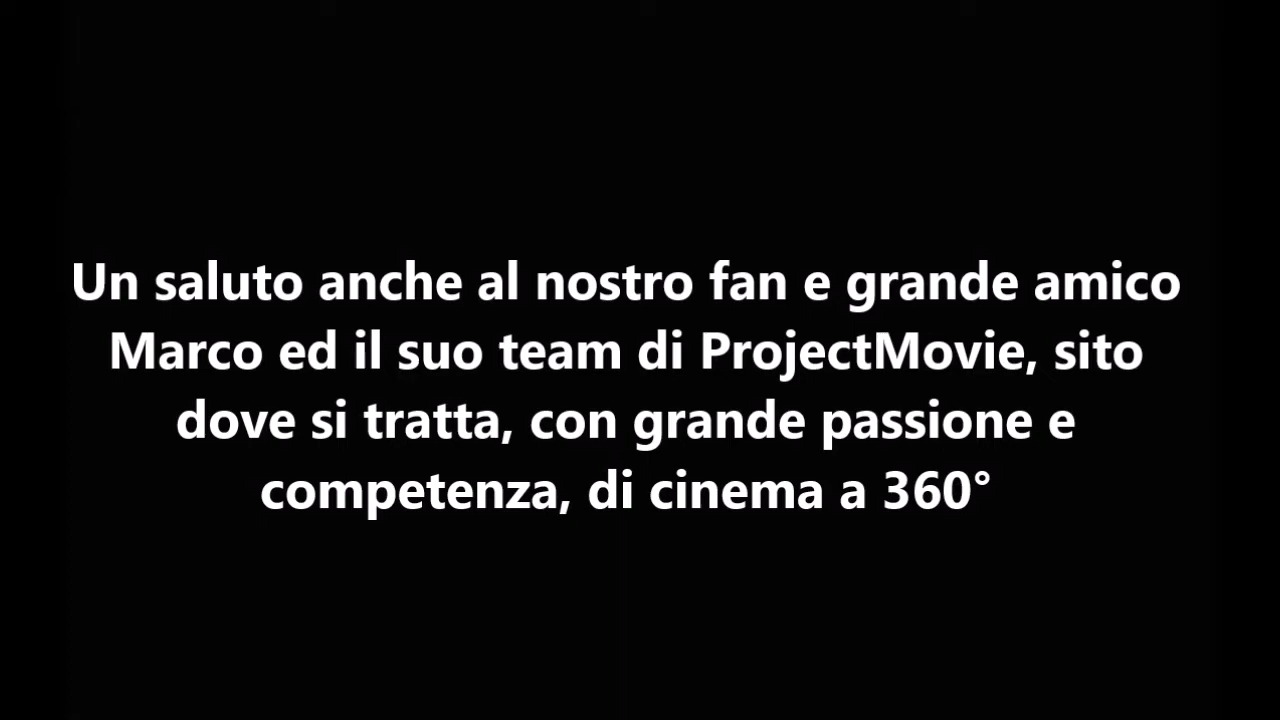 Un saluto anche al nostro fan e grande amico
Marco ed il suo team di ProjectMovie, sito
dove si tratta, con grande passione e
competenza, di cinema a 360°